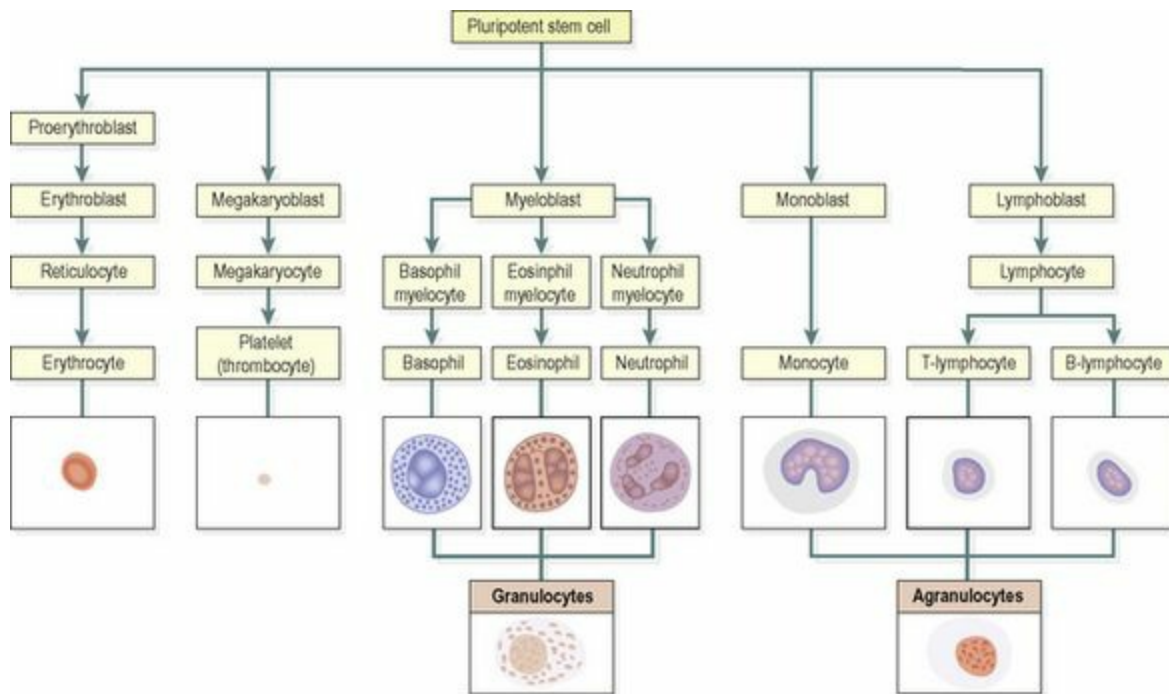 Pluripotent stem cell
Proerythroblast
Erythroblast
Megakaryoblast
Myeloblast
Monoblast
Lymphoblast
Reticulocyte
Megakaryocyte
Basophil
myelocyte
Eosinphil
myelocyte
Neutrophil
myelocyte
Lymphocyte
Erythrocyte
Platelet
(thrombocyte)
Basophil
Eosinophil
Neutrophil
Monocyte
T-lymphocyte
B-lymphocyte
Granulocytes
Agranulocytes